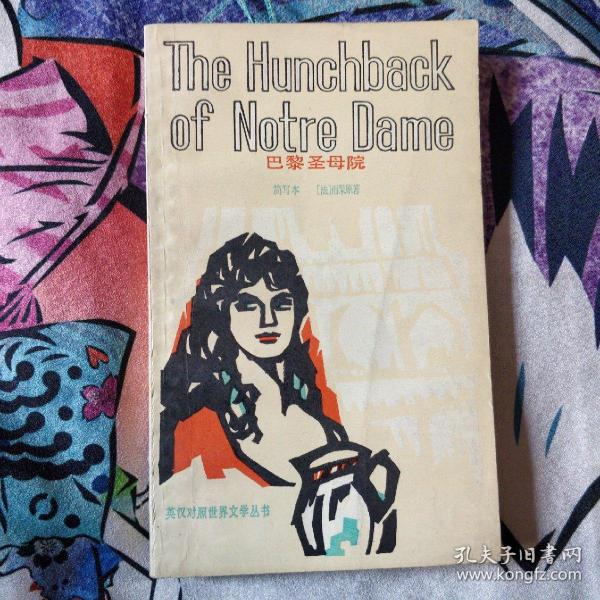 The Hunchback
of Notre Dame
巴黎圣母院
简写本 [法]雨果原著
英汉对照世界文学丛书
孔夫子旧书网
www.kongfz.com